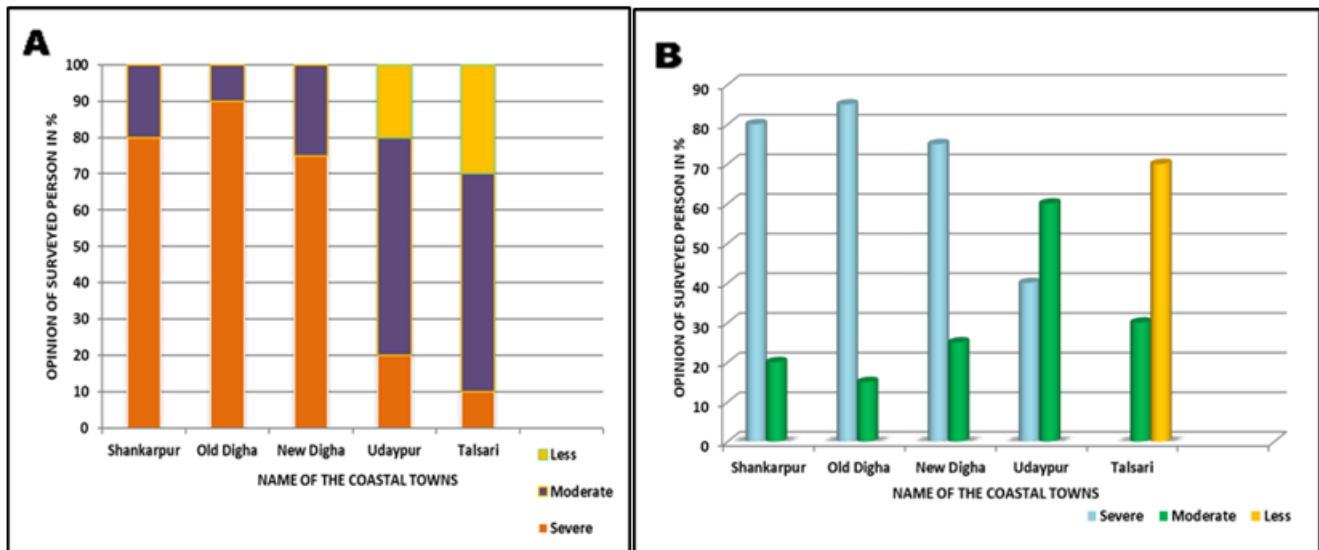 A
OPINION OF SURVEYED PERSON IN %
100
90
80
70
60
50
40
30
20
10
0
Shankarpur Old Digha New Digha Udaypur Talsari
NAME OF THE COASTAL TOWNS
Less
Moderate
Severe
B
OPINION OF SURVEYED PERSON IN %
90
80
70
60
50
40
30
20
10
0
Shankarpur Old Digha New Digha Udaypur Talsari
NAME OF THE COASTAL TOWNS
Severe Moderate Less